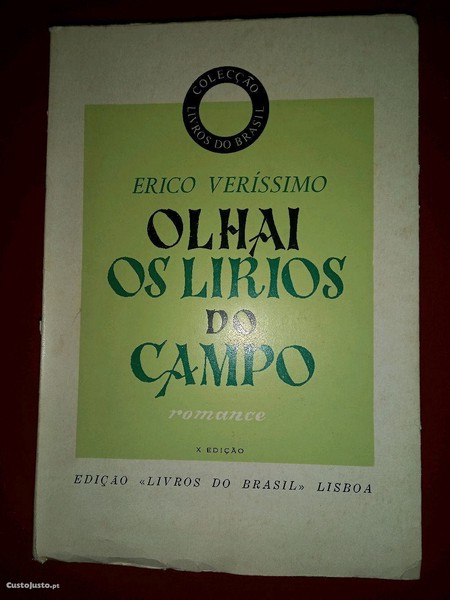 COLECÇÃO
LIVROS DO BRASIL
ERICO VERÍSSIMO
OLHAI
OS LIRIOS
DO
CAMPO
romance
X EDIÇÃO
EDIÇÃO «LIVROS DO BRASIL» LISBOA
CustoJusto.pt